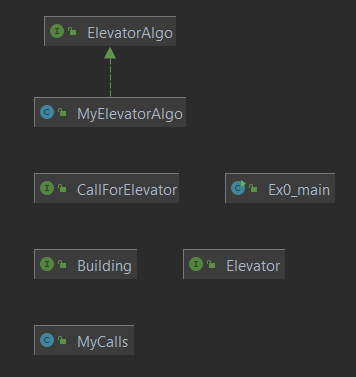 I ElevatorAlgo
C MyElevatorAlgo
I CallForElevator
C Ex0_main
I Building
I Elevator
C MyCalls